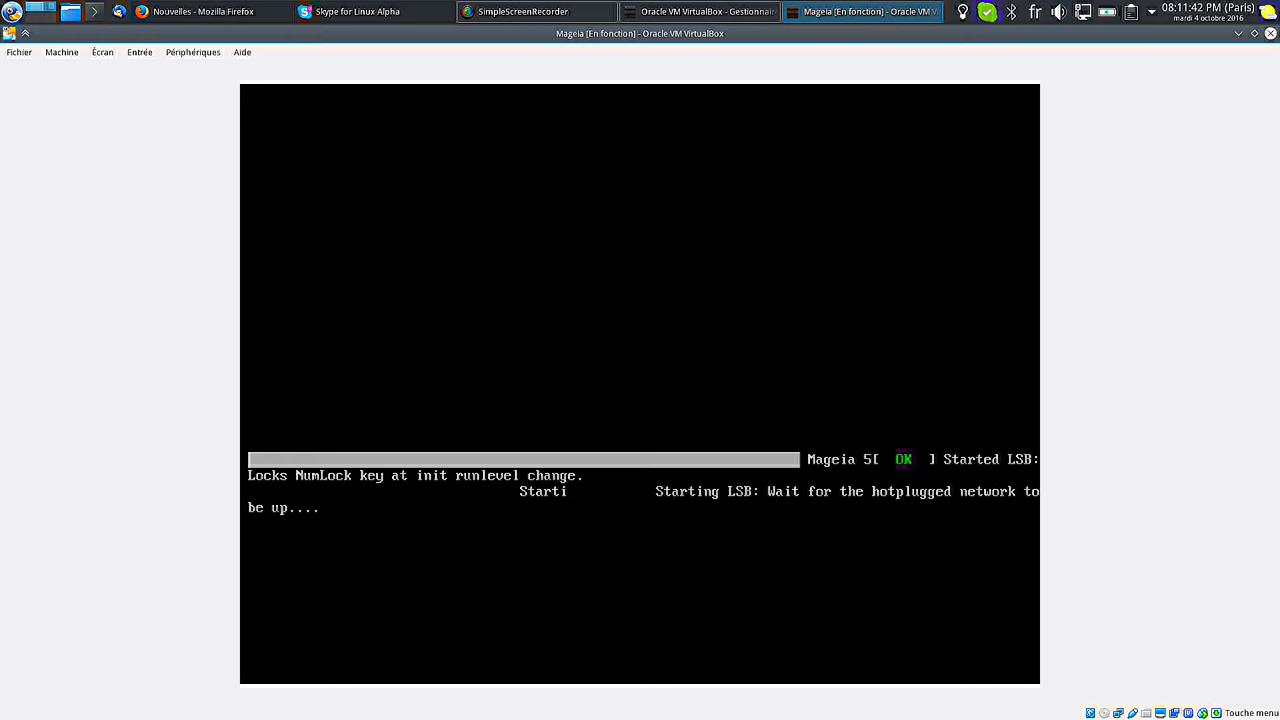 Nouvelles - Mozilla Firefox
Skype for Linux Alpha
SimpleScreenRecorder
Oracle VM VirtualBox - Gestionnair
Mageia [En fonction] - Oracle VM V
fr
08:11:42 PM (Paris)
mardi 4 octobre 2016
Mageia [En fonction] - Oracle VM VirtualBox
Fichier Machine Écran Entrée Périphériques Aide
Mageia 5[ OK ] Started LSB:
Locks NumLock key at init runlevel change.
Starti Starting LSB: Wait for the hotplugged network to
be up....
Touche menu